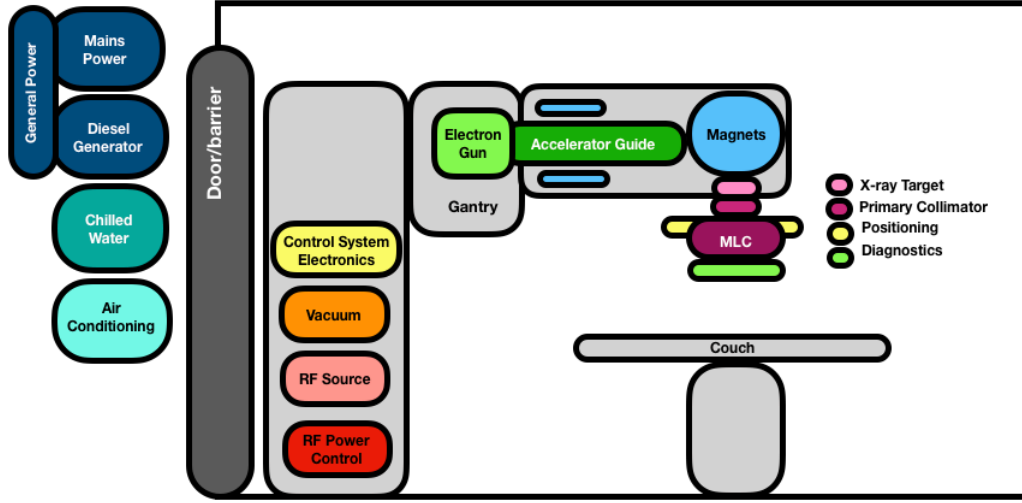 General Power
Mains
Power
Diesel
Generator
Chilled
Water
Air
Conditioning
Door/barrier
Control System
Electronics
Vacuum
RF Source
RF Power
Control
Electron
Gun
Gantry
Accelerator Guide
Magnets
MLC
X-ray Target
Primary Collimator
Positioning
Diagnostics
Couch